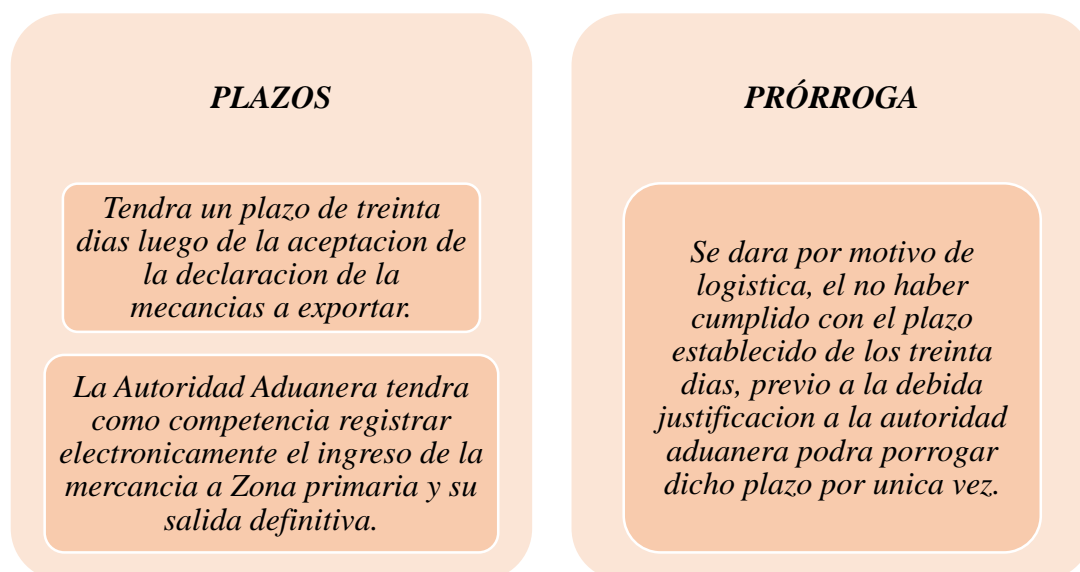 PLAZOS
Tendra un plazo de treinta
dias luego de la aceptacion de
la declaracion de la
mecancias a exportar.
La Autoridad Aduanera tendra
como competencia registrar
electronicamente el ingreso de la
mercancia a Zona primaria y su
salida definitiva.
PRÓRROGA
Se dara por motivo de
logistica, el no haber
cumplido con el plazo
establecido de los treinta
dias, previo a la debida
justificacion a la autoridad
aduanera podra porrogar
dicho plazo por unica vez.